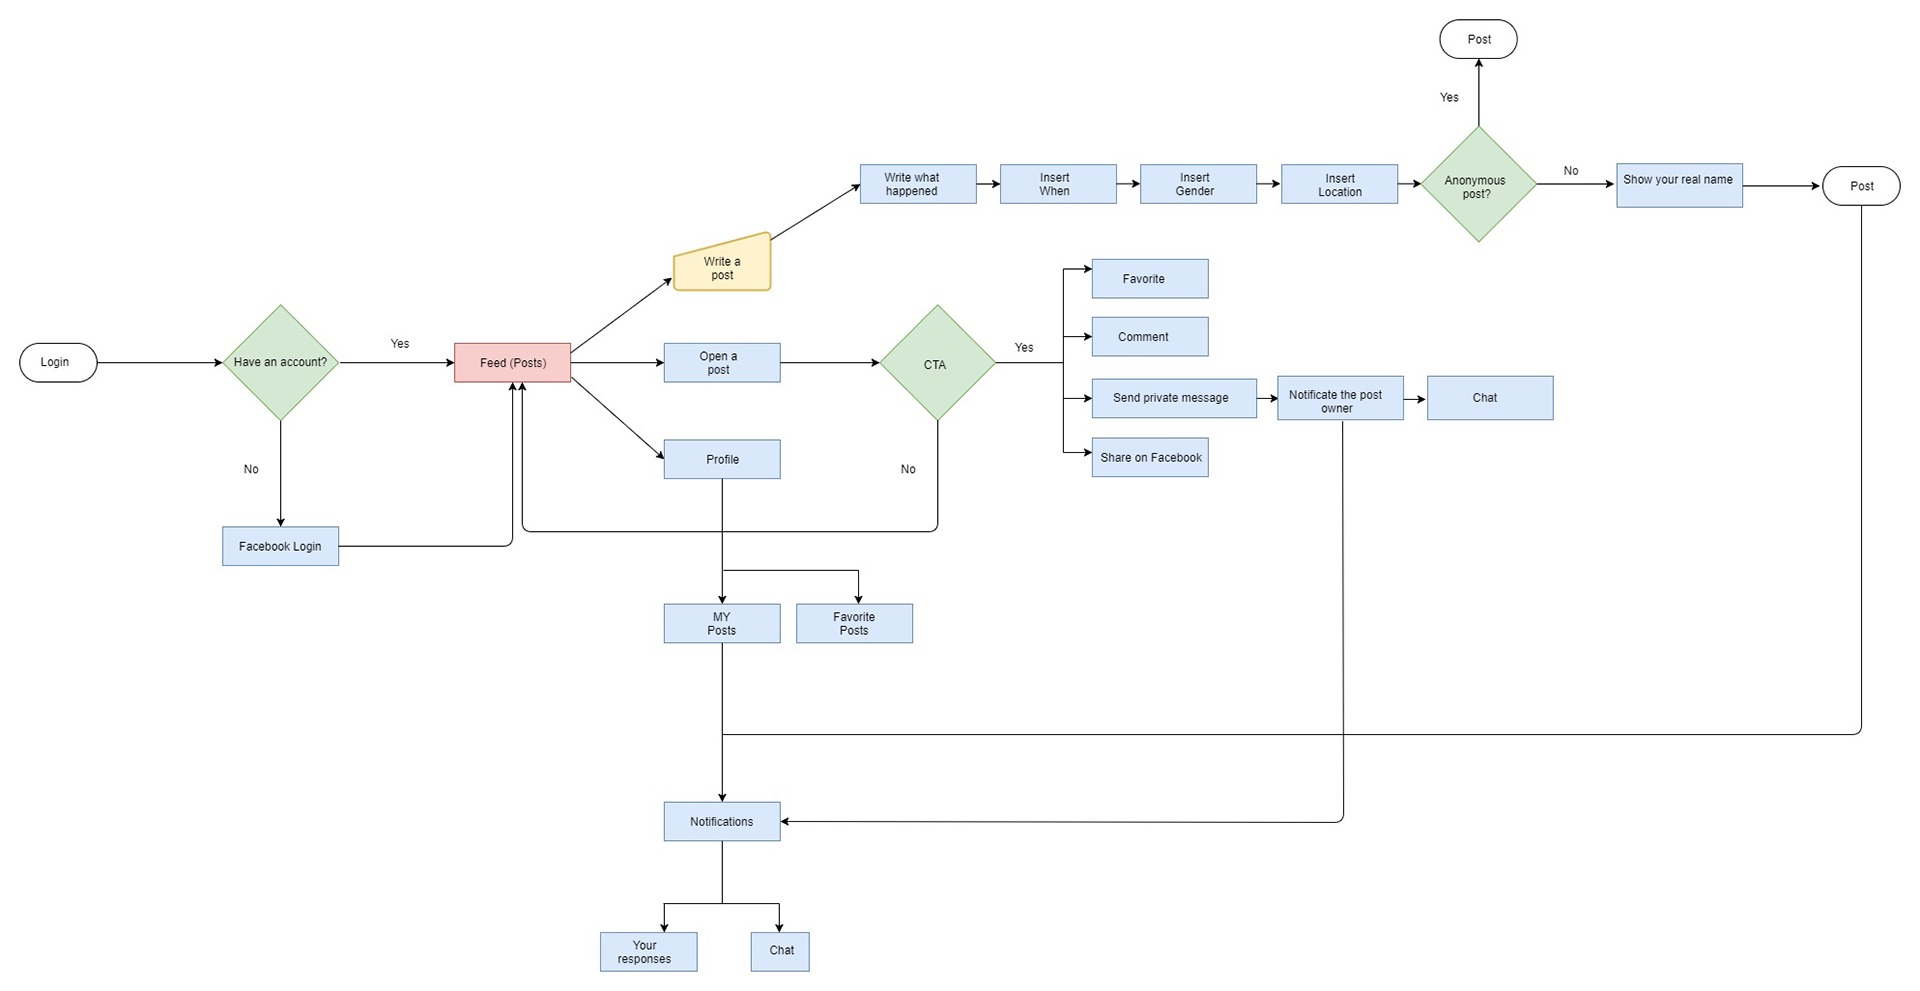 Post
Yes
Write what
happened
Insert
When
Insert
Gender
Insert
Location
Anonymous
post?
No
Show your real name
Post
Write a
post
Favorite
Login
Have an account?
Yes
Feed (Posts)
Open a
post
CTA
Yes
Comment
Send private message
Notificate the post
owner
Chat
Share on Facebook
Profile
No
No
Facebook Login
MY
Posts
Favorite
Posts
Notifications
Your
responses
Chat